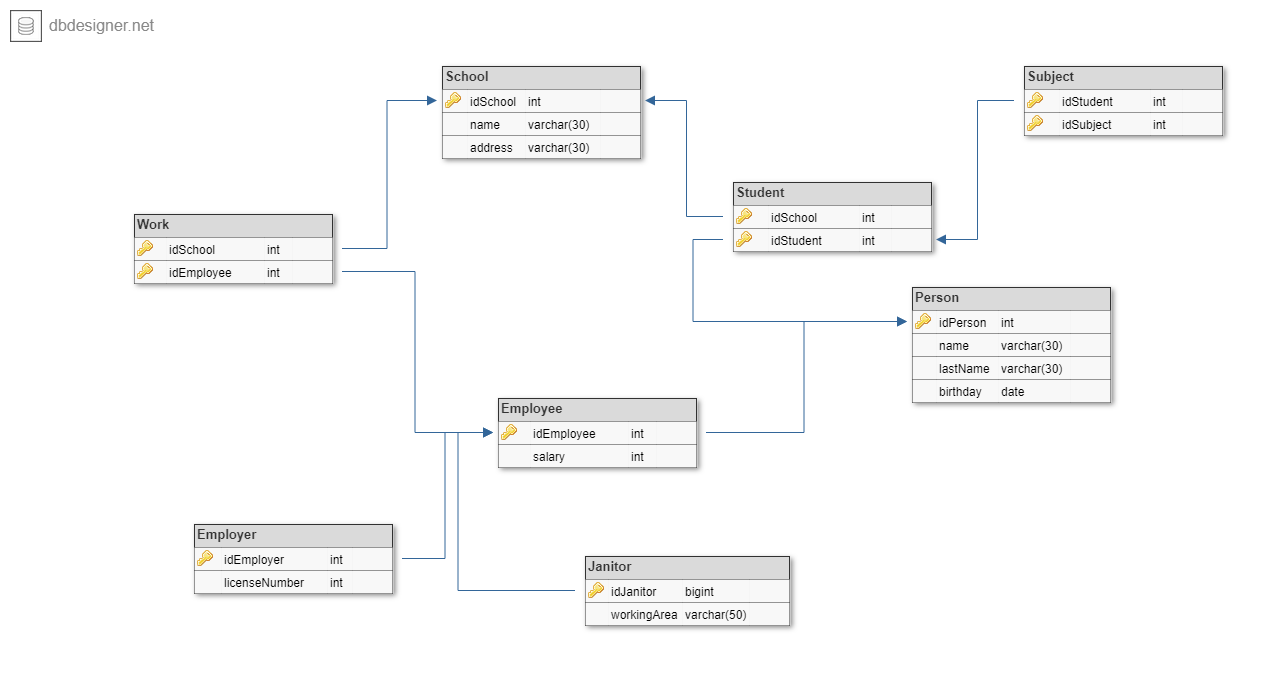 dbdesigner.net
School
idSchool int
name varchar(30)
address varchar(30)
Subject
idStudent int
idSubject int
Student
idSchool int
idStudent int
Work
idSchool int
idEmployee int
Person
idPerson int
name varchar(30)
lastName varchar(30)
birthday date
Employee
idEmployee int
salary int
Employer
idEmployer int
licenseNumber int
Janitor
idJanitor bigint
workingArea varchar(50)